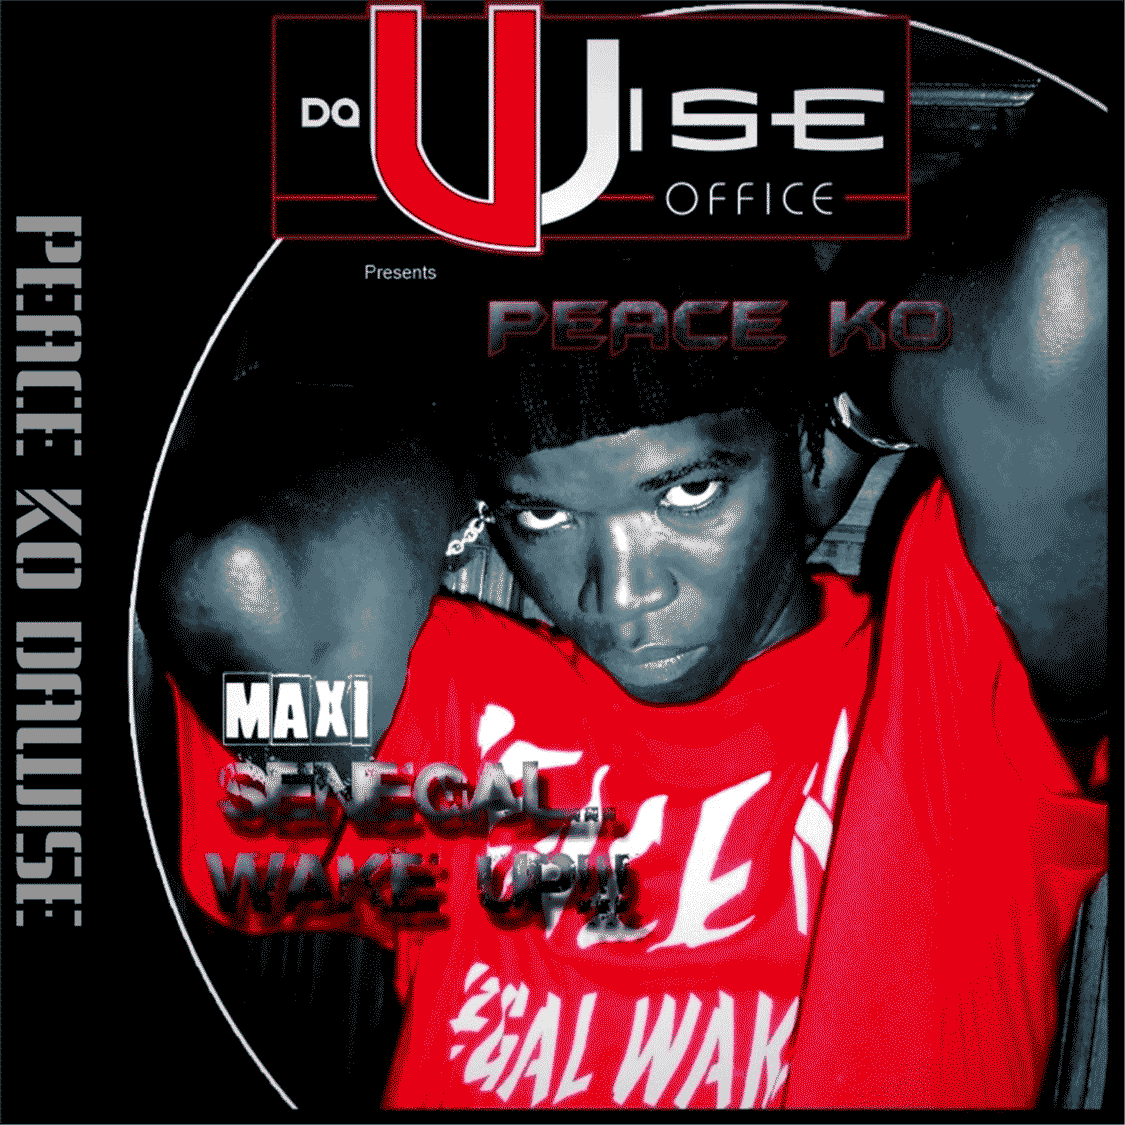 DA WISE
OFFICE
Presents
PEACE KO
MAXI
SENEGAL...
WAKE UP!!
GAL WAK
PEACE KO DAWISE